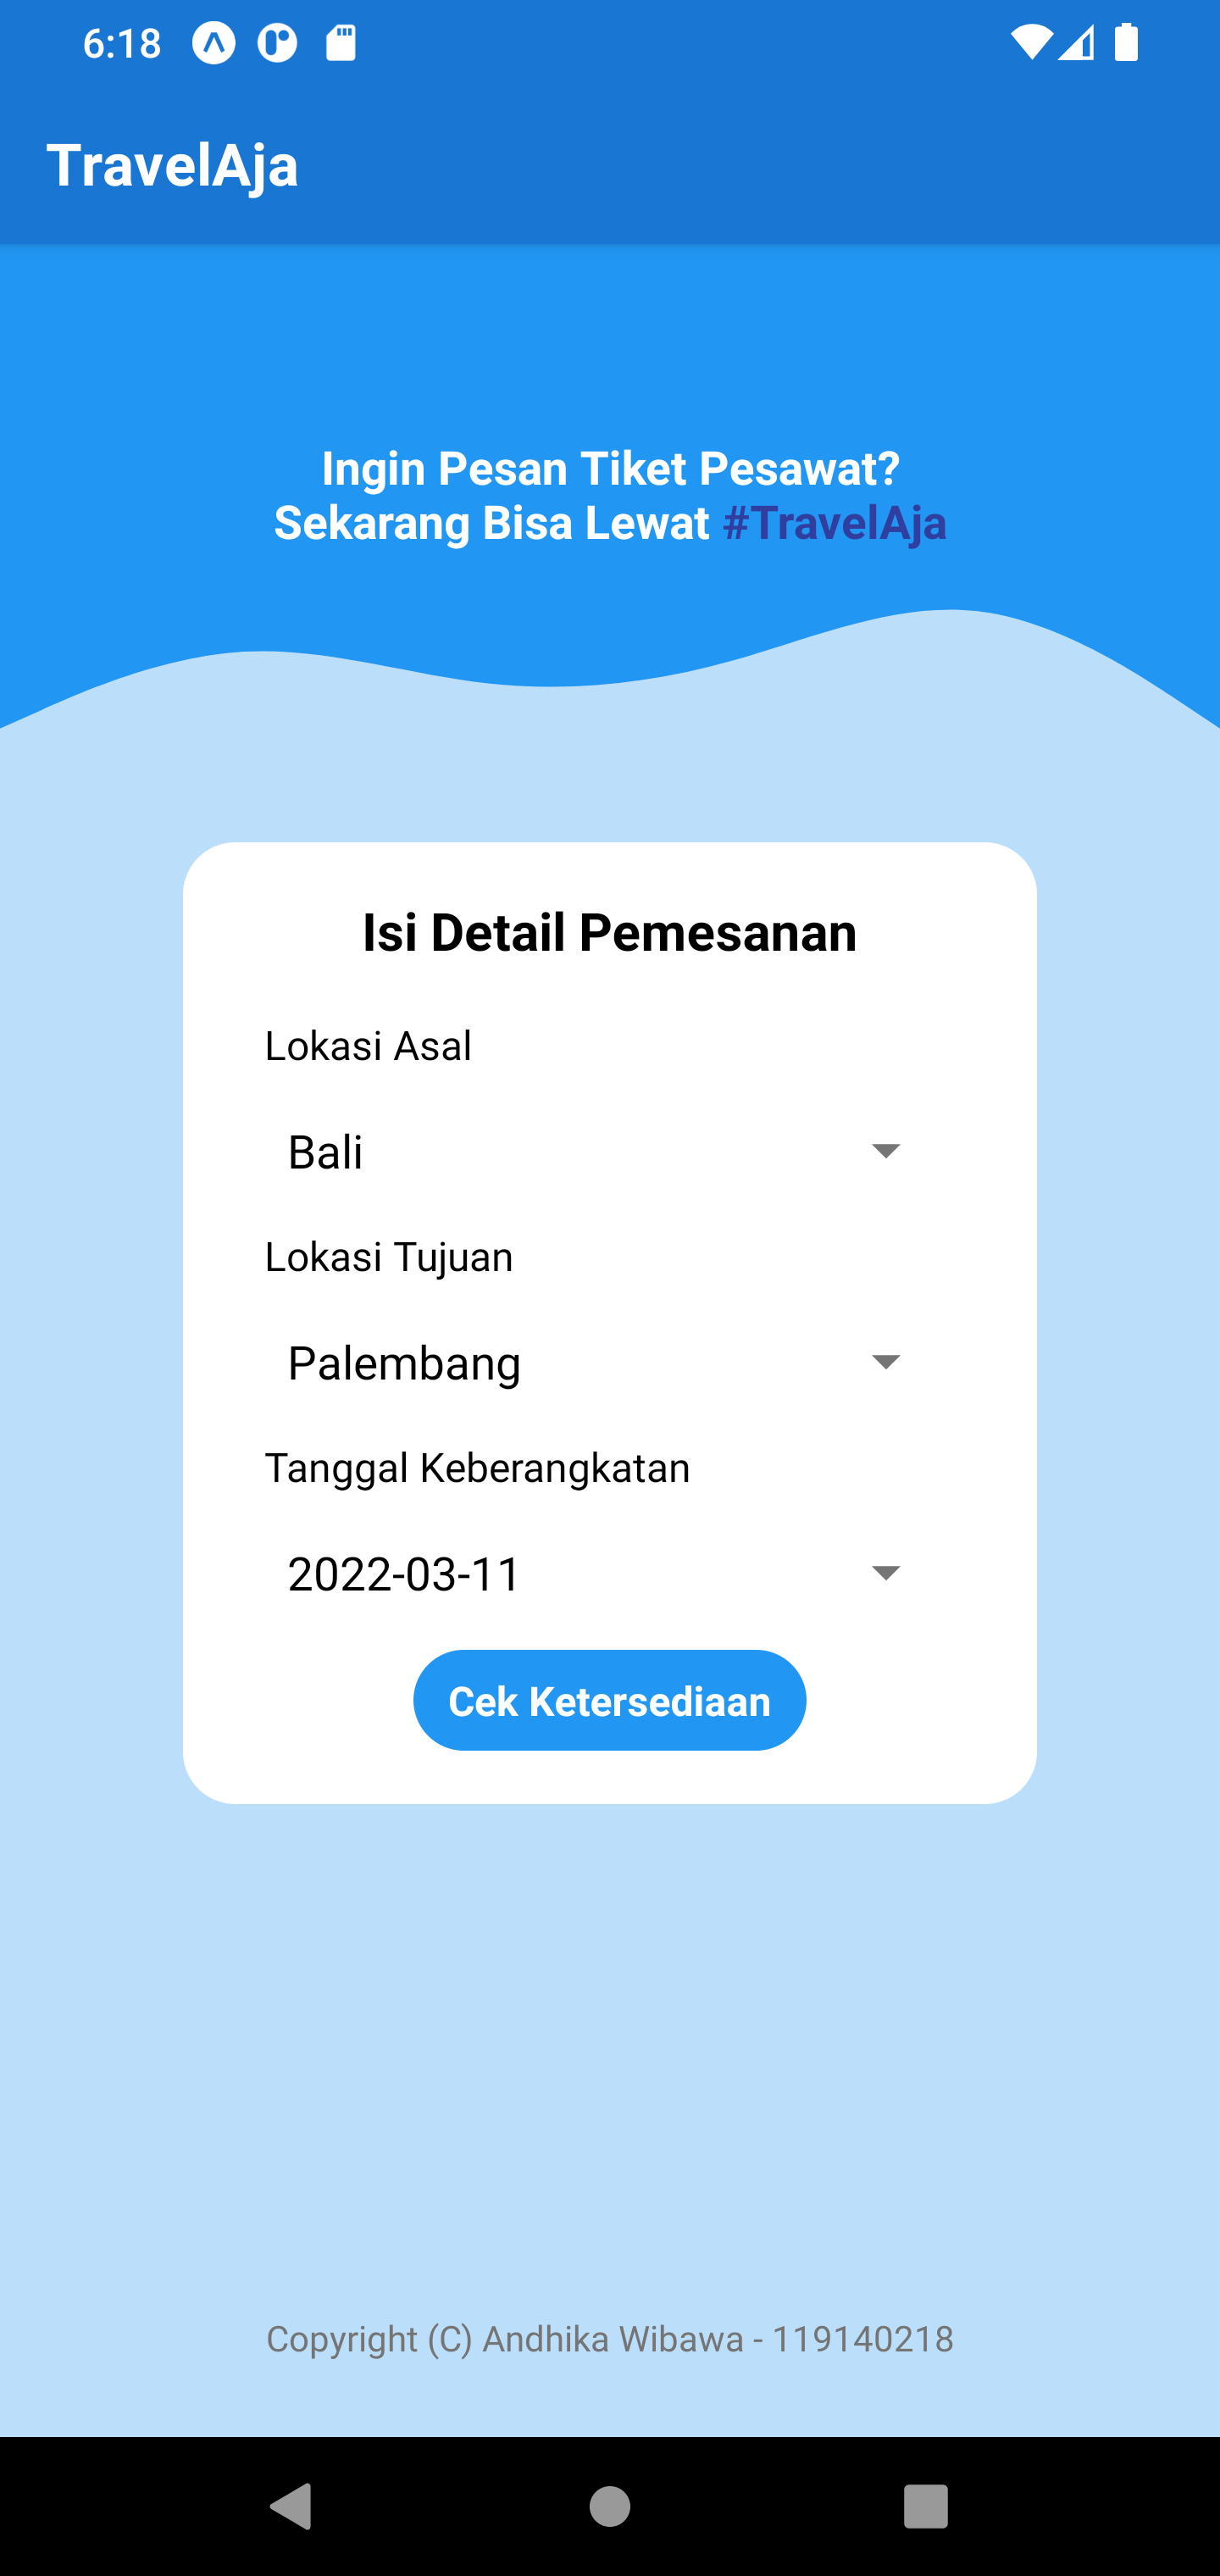 6:18
TravelAja
Ingin Pesan Tiket Pesawat?
Sekarang Bisa Lewat #TravelAja
Isi Detail Pemesanan
Lokasi Asal
Bali
Lokasi Tujuan
Palembang
Tanggal Keberangkatan
2022-03-11
Cek Ketersediaan
Copyright (C) Andhika Wibawa - 119140218